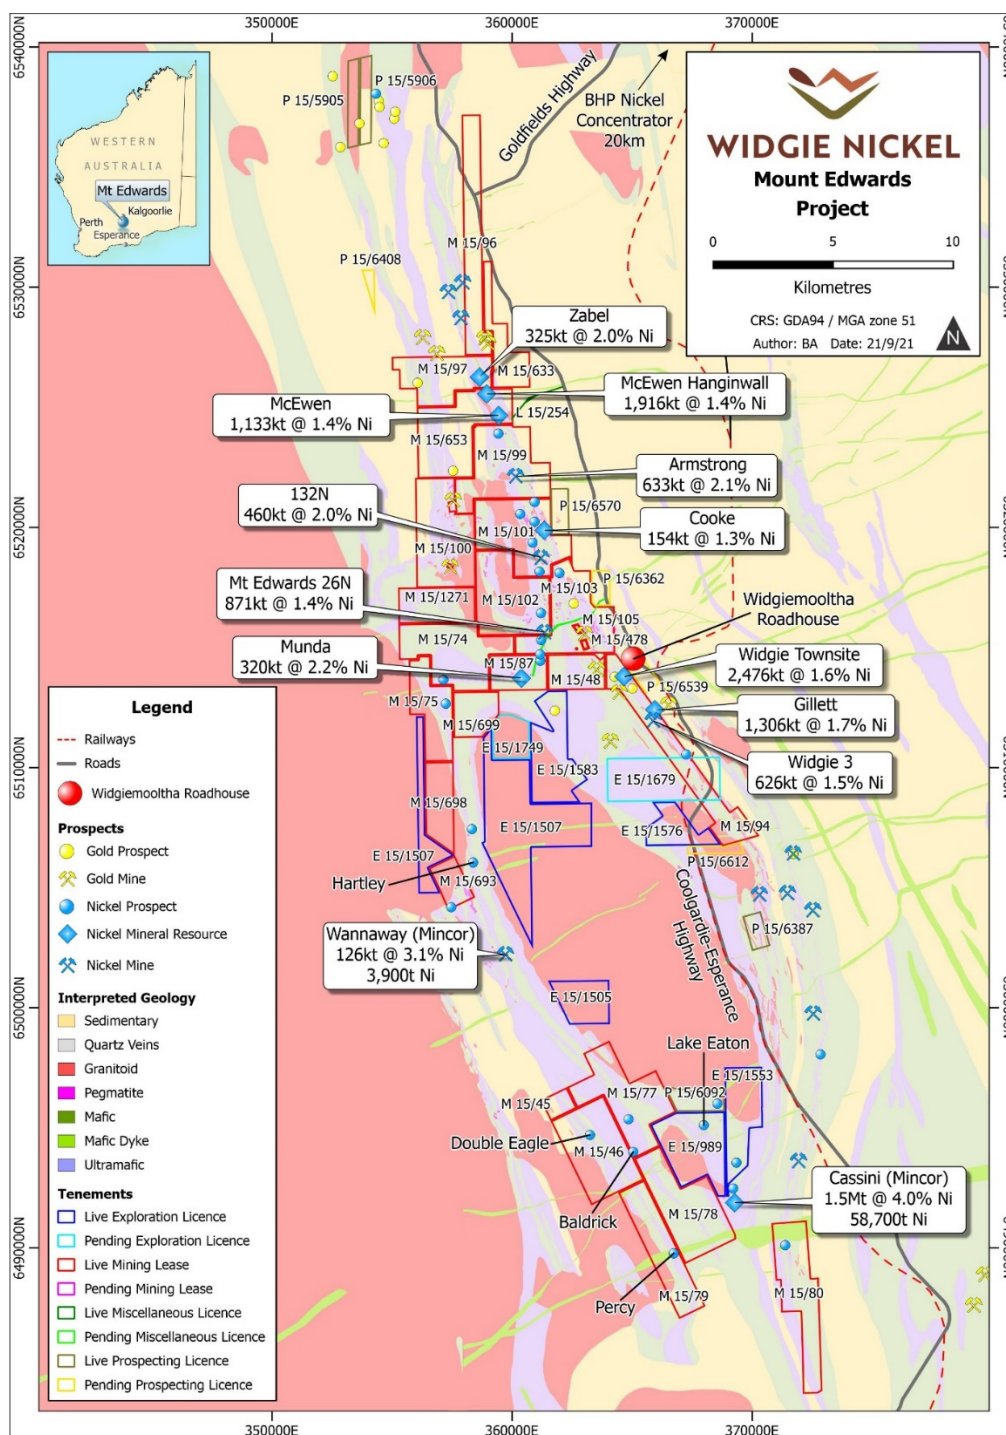 350000E
360000E
370000E
6540000N
6540000N
WESTERN
AUSTRALIA
Mt Edwards
Kalgoorlie
Perth
Esperance
P 15/5906
P 15/5905
Goldfields Highway
BHP Nickel
Concentrator
20km
WIDGIE NICKEL
Mount Edwards
Project
0
5
10
Kilometres
CRS: GDA94 / MGA zone 51
Author: BA Date: 21/9/21
N
M 15/96
P 15/6408
6530000N
6530000N
Zabel
325kt @ 2.0% Ni
M 15/97
M 15/633
McEwen Hanginwall
1,916kt @ 1.4% Ni
McEwen
1,133kt @ 1.4% Ni
L 15/254
M 15/653
M 15/99
Armstrong
633kt @ 2.1% Ni
132N
460kt @ 2.0% Ni
P 15/6570
6520000N
6520000N
M 15/101
Cooke
154kt @ 1.3% Ni
M 15/100
Mt Edwards 26N
871kt @ 1.4% Ni
M 15/1271
M 15/102
M 15/103
P 15/6362
M 15/105
Widgiemooltha
Roadhouse
M 15/74
M 15/478
Munda
320kt @ 2.2% Ni
M 15/87
M 15/48
Widgie Townsite
2,476kt @ 1.6% Ni
P 15/6539
M 15/75
M 15/699
Gillett
1,306kt @ 1.7% Ni
E 15/1749
E 15/1583
Widgie 3
626kt @ 1.5% Ni
E 15/1679
6510000N
6510000N
M 15/698
E 15/1507
E 15/1576
M 15/94
E 15/1507
P 15/6612
Hartley
M 15/693
Coolgardie-Esperance
Highway
Wannaway (Mincor)
126kt @ 3.1% Ni
3,900t Ni
P 15/6387
E 15/1505
6500000N
6500000N
Lake Eaton
E 15/1553
M 15/77
P 15/6092
M 15/45
Double Eagle
M 15/46
E 15/989
Baldrick
M 15/78
Cassini (Mincor)
1.5Mt @ 4.0% Ni
58,700t Ni
6490000N
6490000N
Percy
M 15/79
M 15/80
Legend
Railways
Roads
Widgiemooltha Roadhouse
Prospects
Gold Prospect
Gold Mine
Nickel Prospect
Nickel Mineral Resource
Nickel Mine
Interpreted Geology
Sedimentary
Quartz Veins
Granitoid
Pegmatite
Mafic
Mafic Dyke
Ultramafic
Tenements
Live Exploration Licence
Pending Exploration Licence
Live Mining Lease
Pending Mining Lease
Live Miscellaneous Licence
Pending Miscellaneous Licence
Live Prospecting Licence
Pending Prospecting Licence
350000E
360000E
370000E